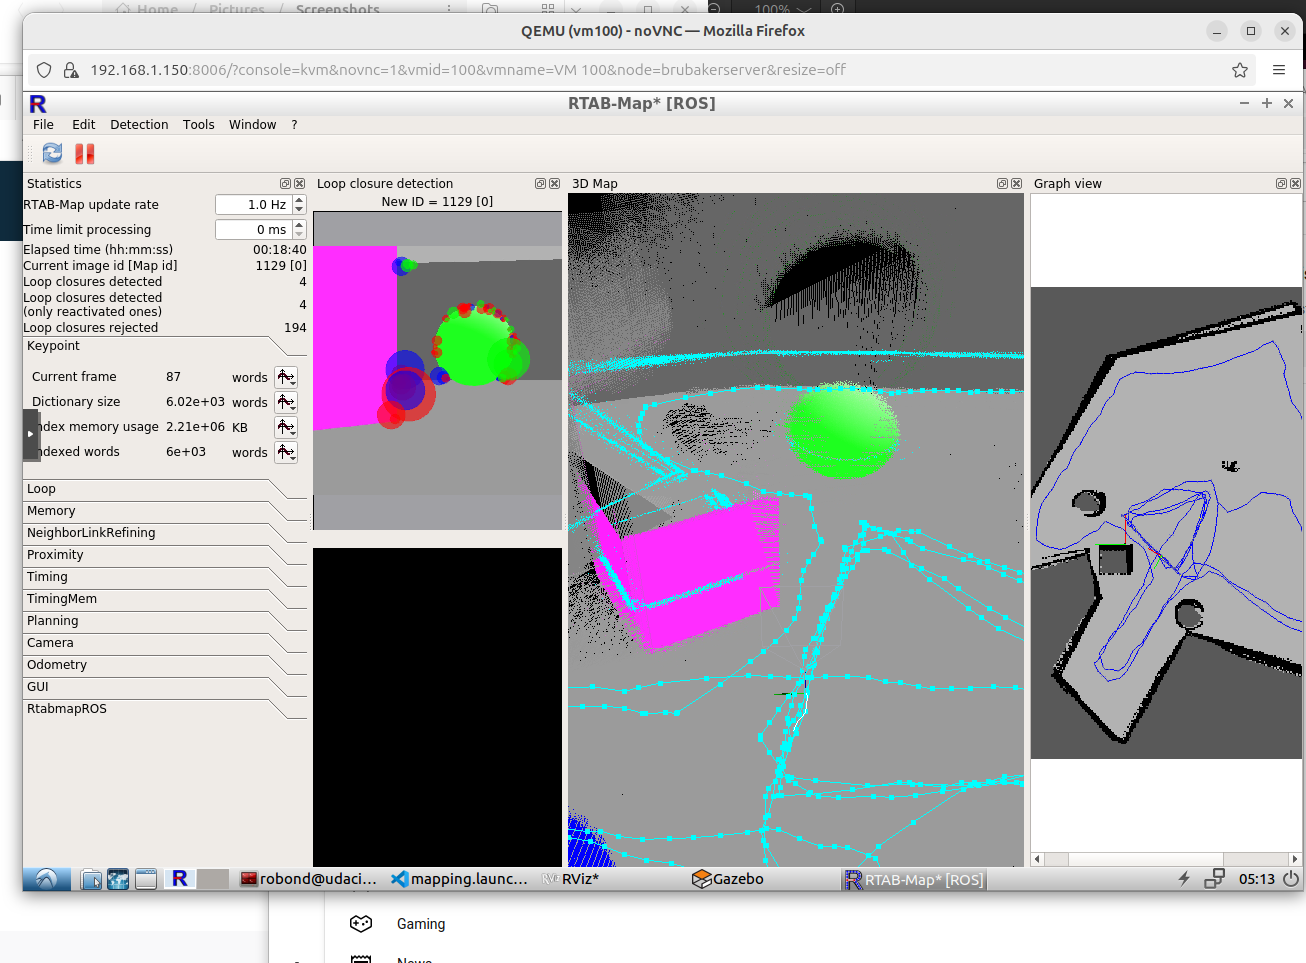 Home / Pictures / Screenshots
100%
QEMU (vm100) - noVNC — Mozilla Firefox
192.168.1.150:8006/?console=kvm&novnc=1&vmid=100&vmname=VM 100&node=brubakerserver&resize=off
RTAB-Map* [ROS]
File Edit Detection Tools Window ?
Statistics
RTAB-Map update rate 1.0 Hz
Time limit processing 0 ms
Elapsed time (hh:mm:ss) 00:18:40
Current image id [Map id] 1129 [0]
Loop closures detected 4
Loop closures detected
(only reactivated ones) 4
Loop closures rejected 194
Keypoint
Current frame 87 words
Dictionary size 6.02e+03 words
ndex memory usage 2.21e+06 KB
ndexed words 6e+03 words
Loop
Memory
NeighborLinkRefining
Proximity
Timing
TimingMem
Planning
Camera
Odometry
GUI
RtabmapROS
Loop closure detection
New ID = 1129 [0]
3D Map
Graph view
R robond@udaci... mapping.launc... RViz RViz* Gazebo RTAB-Map* [ROS] 05:13
Gaming
News